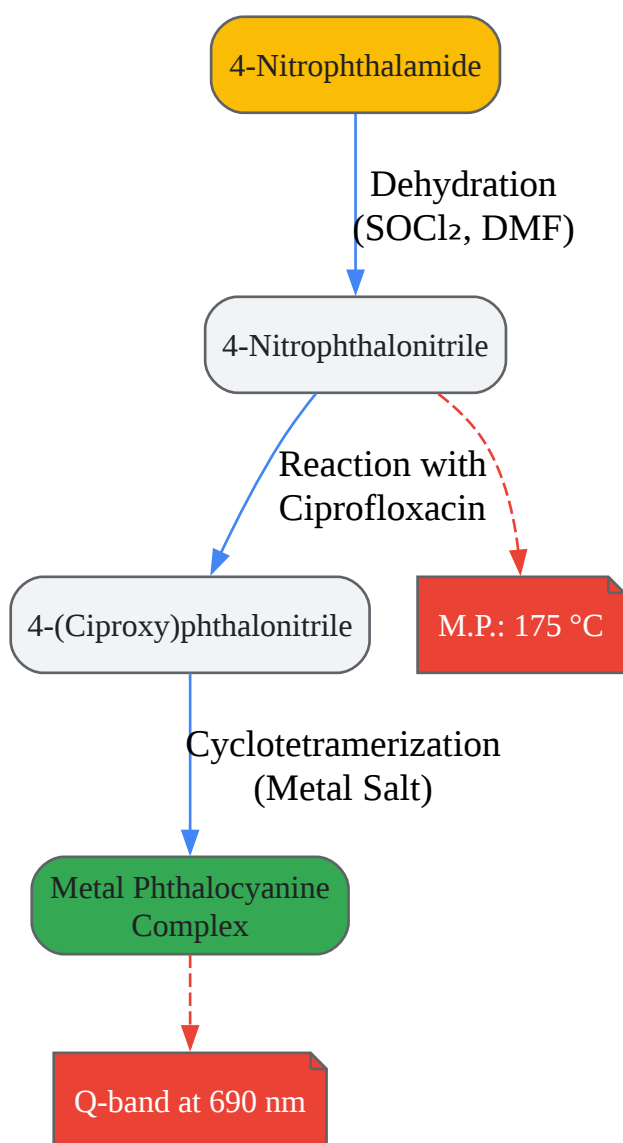 4-Nitrophthalamide
Dehydration
(SOCl₂, DMF)
4-Nitrophthalonitrile
Reaction with
Ciprofloxacin
4-(Ciproxy)phthalonitrile
M.P.: 175 °C
Cyclotetramerization
(Metal Salt)
Metal Phthalocyanine
Complex
Q-band at 690 nm